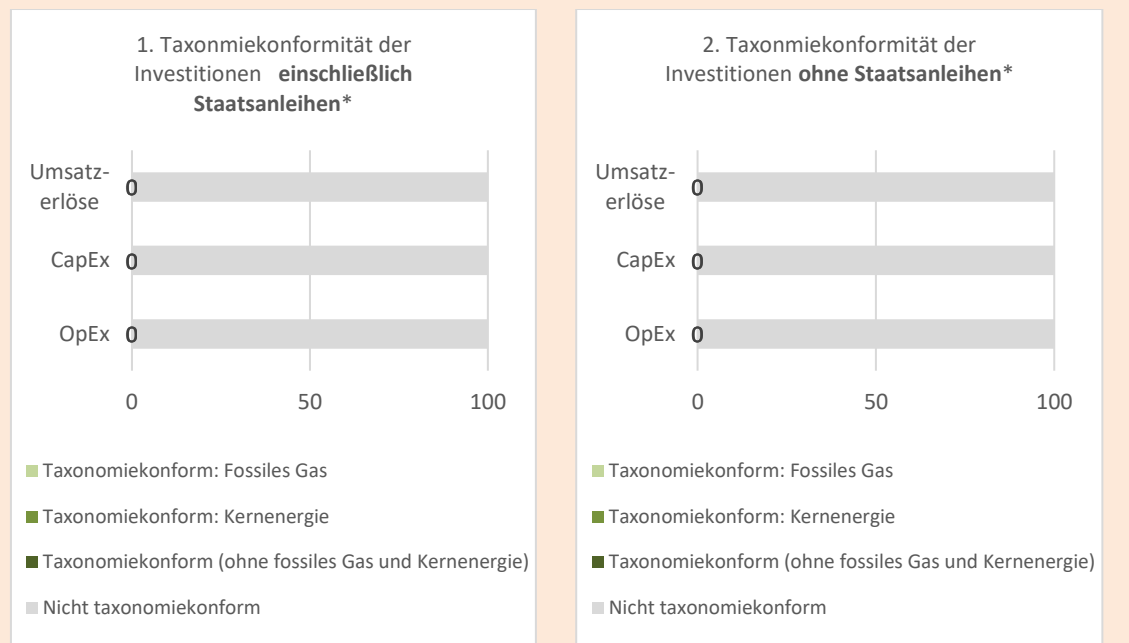 1. Taxonmiekonformität der
Investitionen einschließlich
Staatsanleihen*
Umsatz-
erlöse
0
CapEx 0
OpEx 0
0 50 100
Taxonomiekonform: Fossiles Gas
Taxonomiekonform: Kernenergie
Taxonomiekonform (ohne fossiles Gas und Kernenergie)
Nicht taxonomiekonform
2. Taxonmiekonformität der
Investitionen ohne Staatsanleihen*
Umsatz-
erlöse
0
CapEx 0
OpEx 0
0 50 100
Taxonomiekonform: Fossiles Gas
Taxonomiekonform: Kernenergie
Taxonomiekonform (ohne fossiles Gas und Kernenergie)
Nicht taxonomiekonform